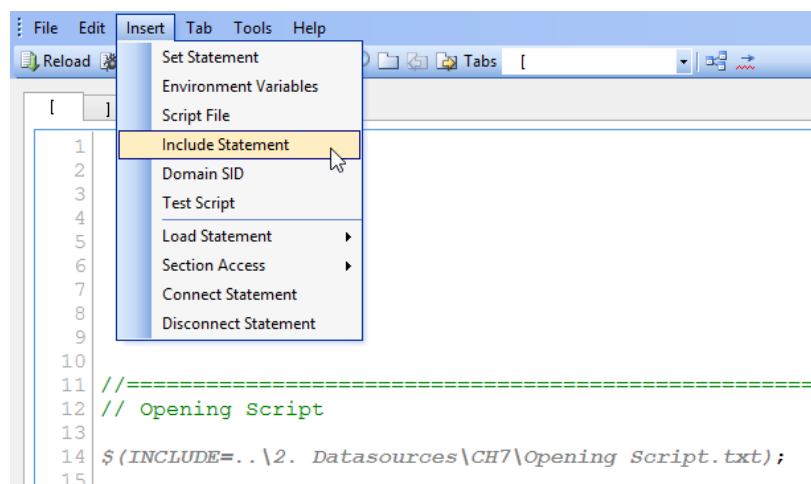 File Edit Insert Tab Tools Help
Reload Tabs [
Set Statement
Environment Variables
Script File
Include Statement
Domain SID
Test Script
Load Statement
Section Access
Connect Statement
Disconnect Statement
[ ]
1
2
3
4
5
6
7
8
9
10
11 //===================================================
12 // Opening Script
13
14 $(INCLUDE=..\2. Datasources\CH7\Opening Script.txt);
15